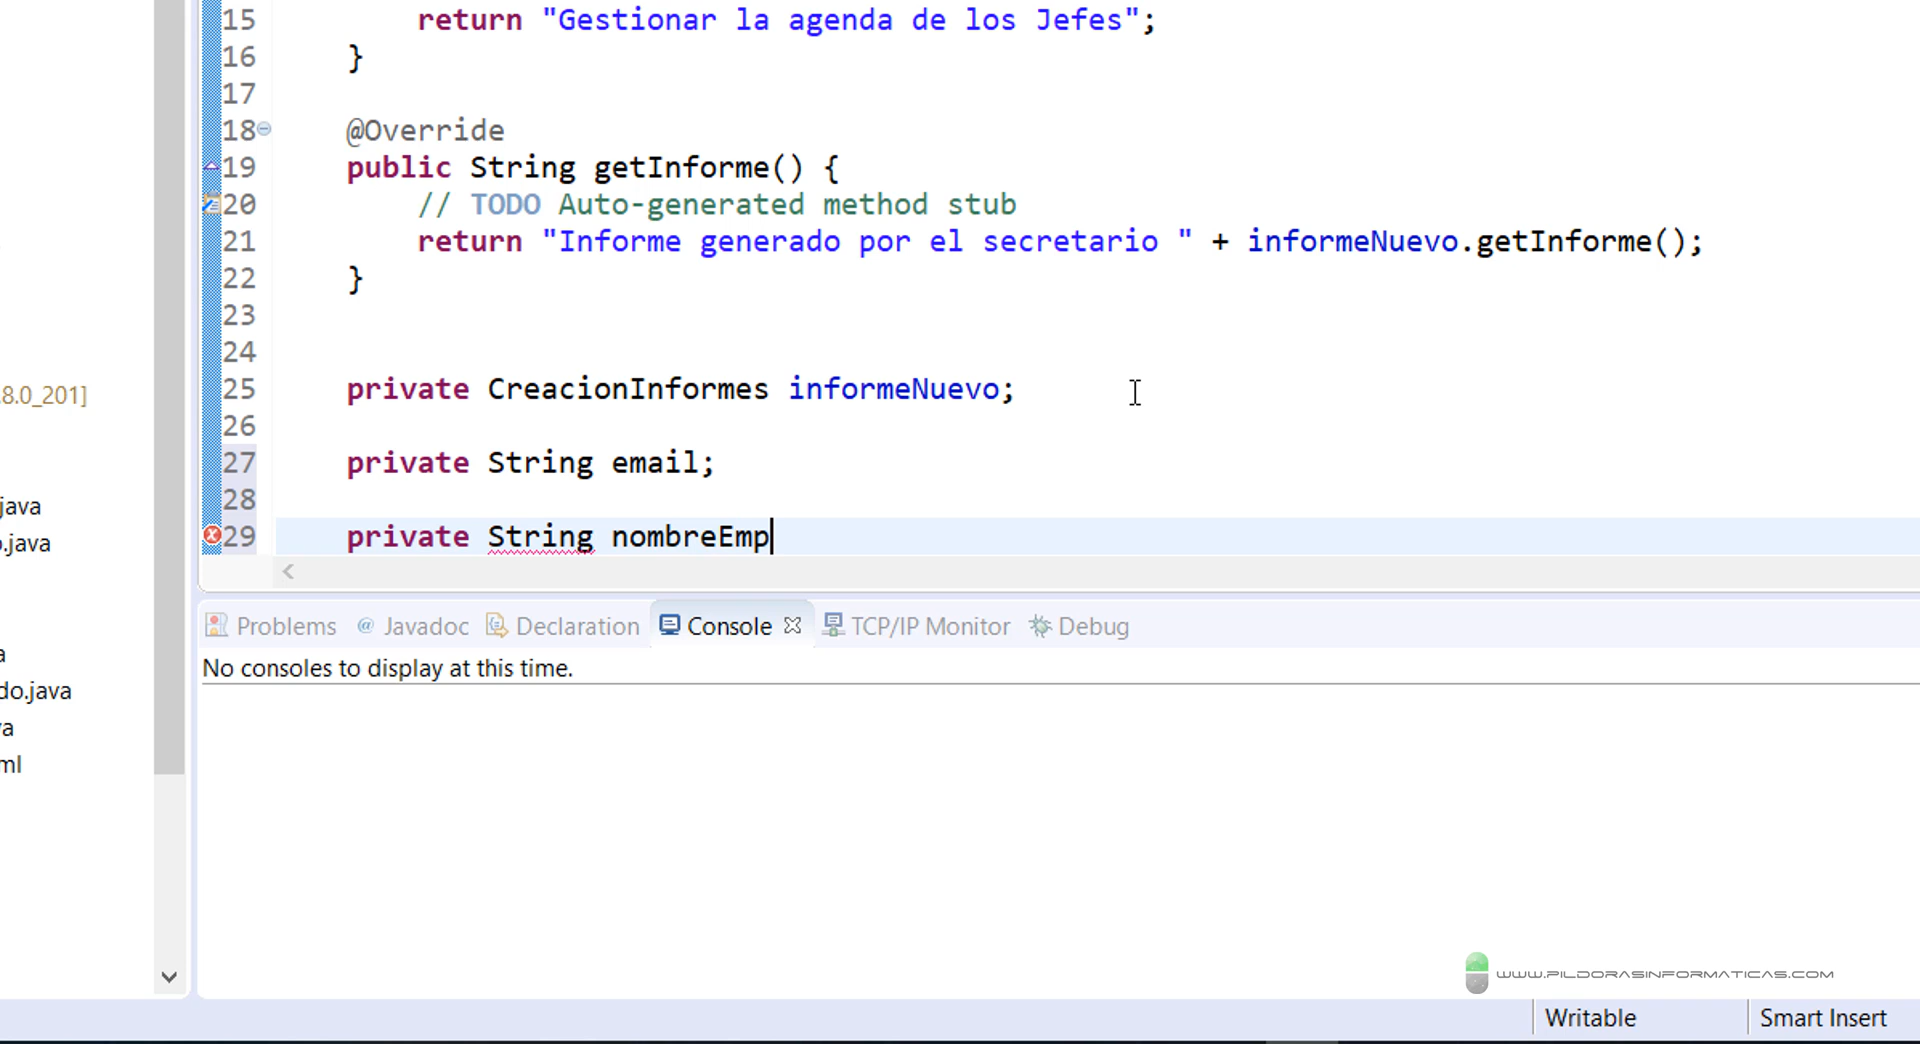 15 return "Gestionar la agenda de los Jefes";
16 }
17
18 @Override
19 public String getInforme() {
20 // TODO Auto-generated method stub
21 return "Informe generado por el secretario " + informeNuevo.getInforme();
22 }
23
24
25 private CreacionInformes informeNuevo;
26
27 private String email;
28
29 private String nombreEmp
8.0_201]
java
o.java
a
do.java
va
ml
Problems @ Javadoc Declaration Console TCP/IP Monitor Debug
No consoles to display at this time.
WWW.PILDORASINFORMATICAS.COM
Writable Smart Insert